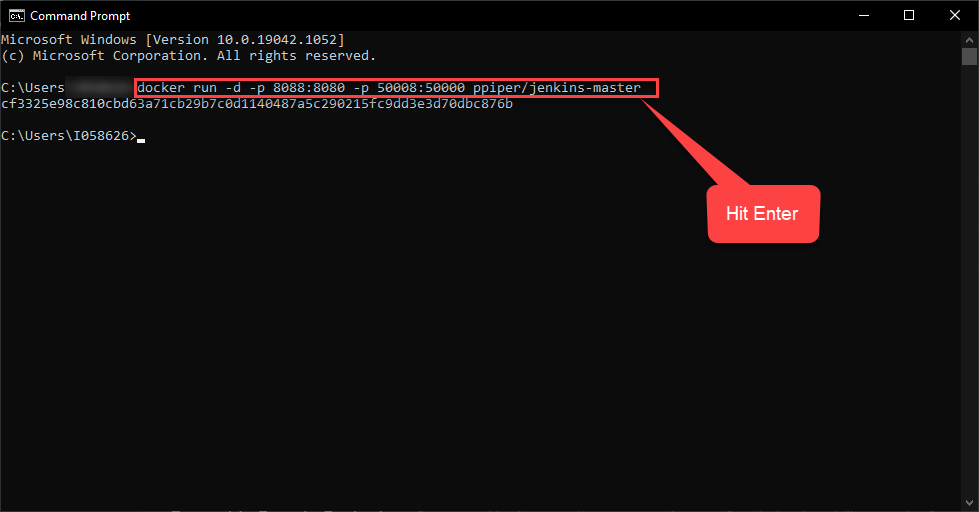 Command Prompt
Microsoft Windows [Version 10.0.19042.1052]
(c) Microsoft Corporation. All rights reserved.
C:\Users docker run -d -p 8088:8080 -p 50008:50000 ppiper/jenkins-master
cf3325e98c810cbd63a71cb29b7c0d1140487a5c290215fc9dd3e3d70dbc876b
C:\Users\I058626>
Hit Enter